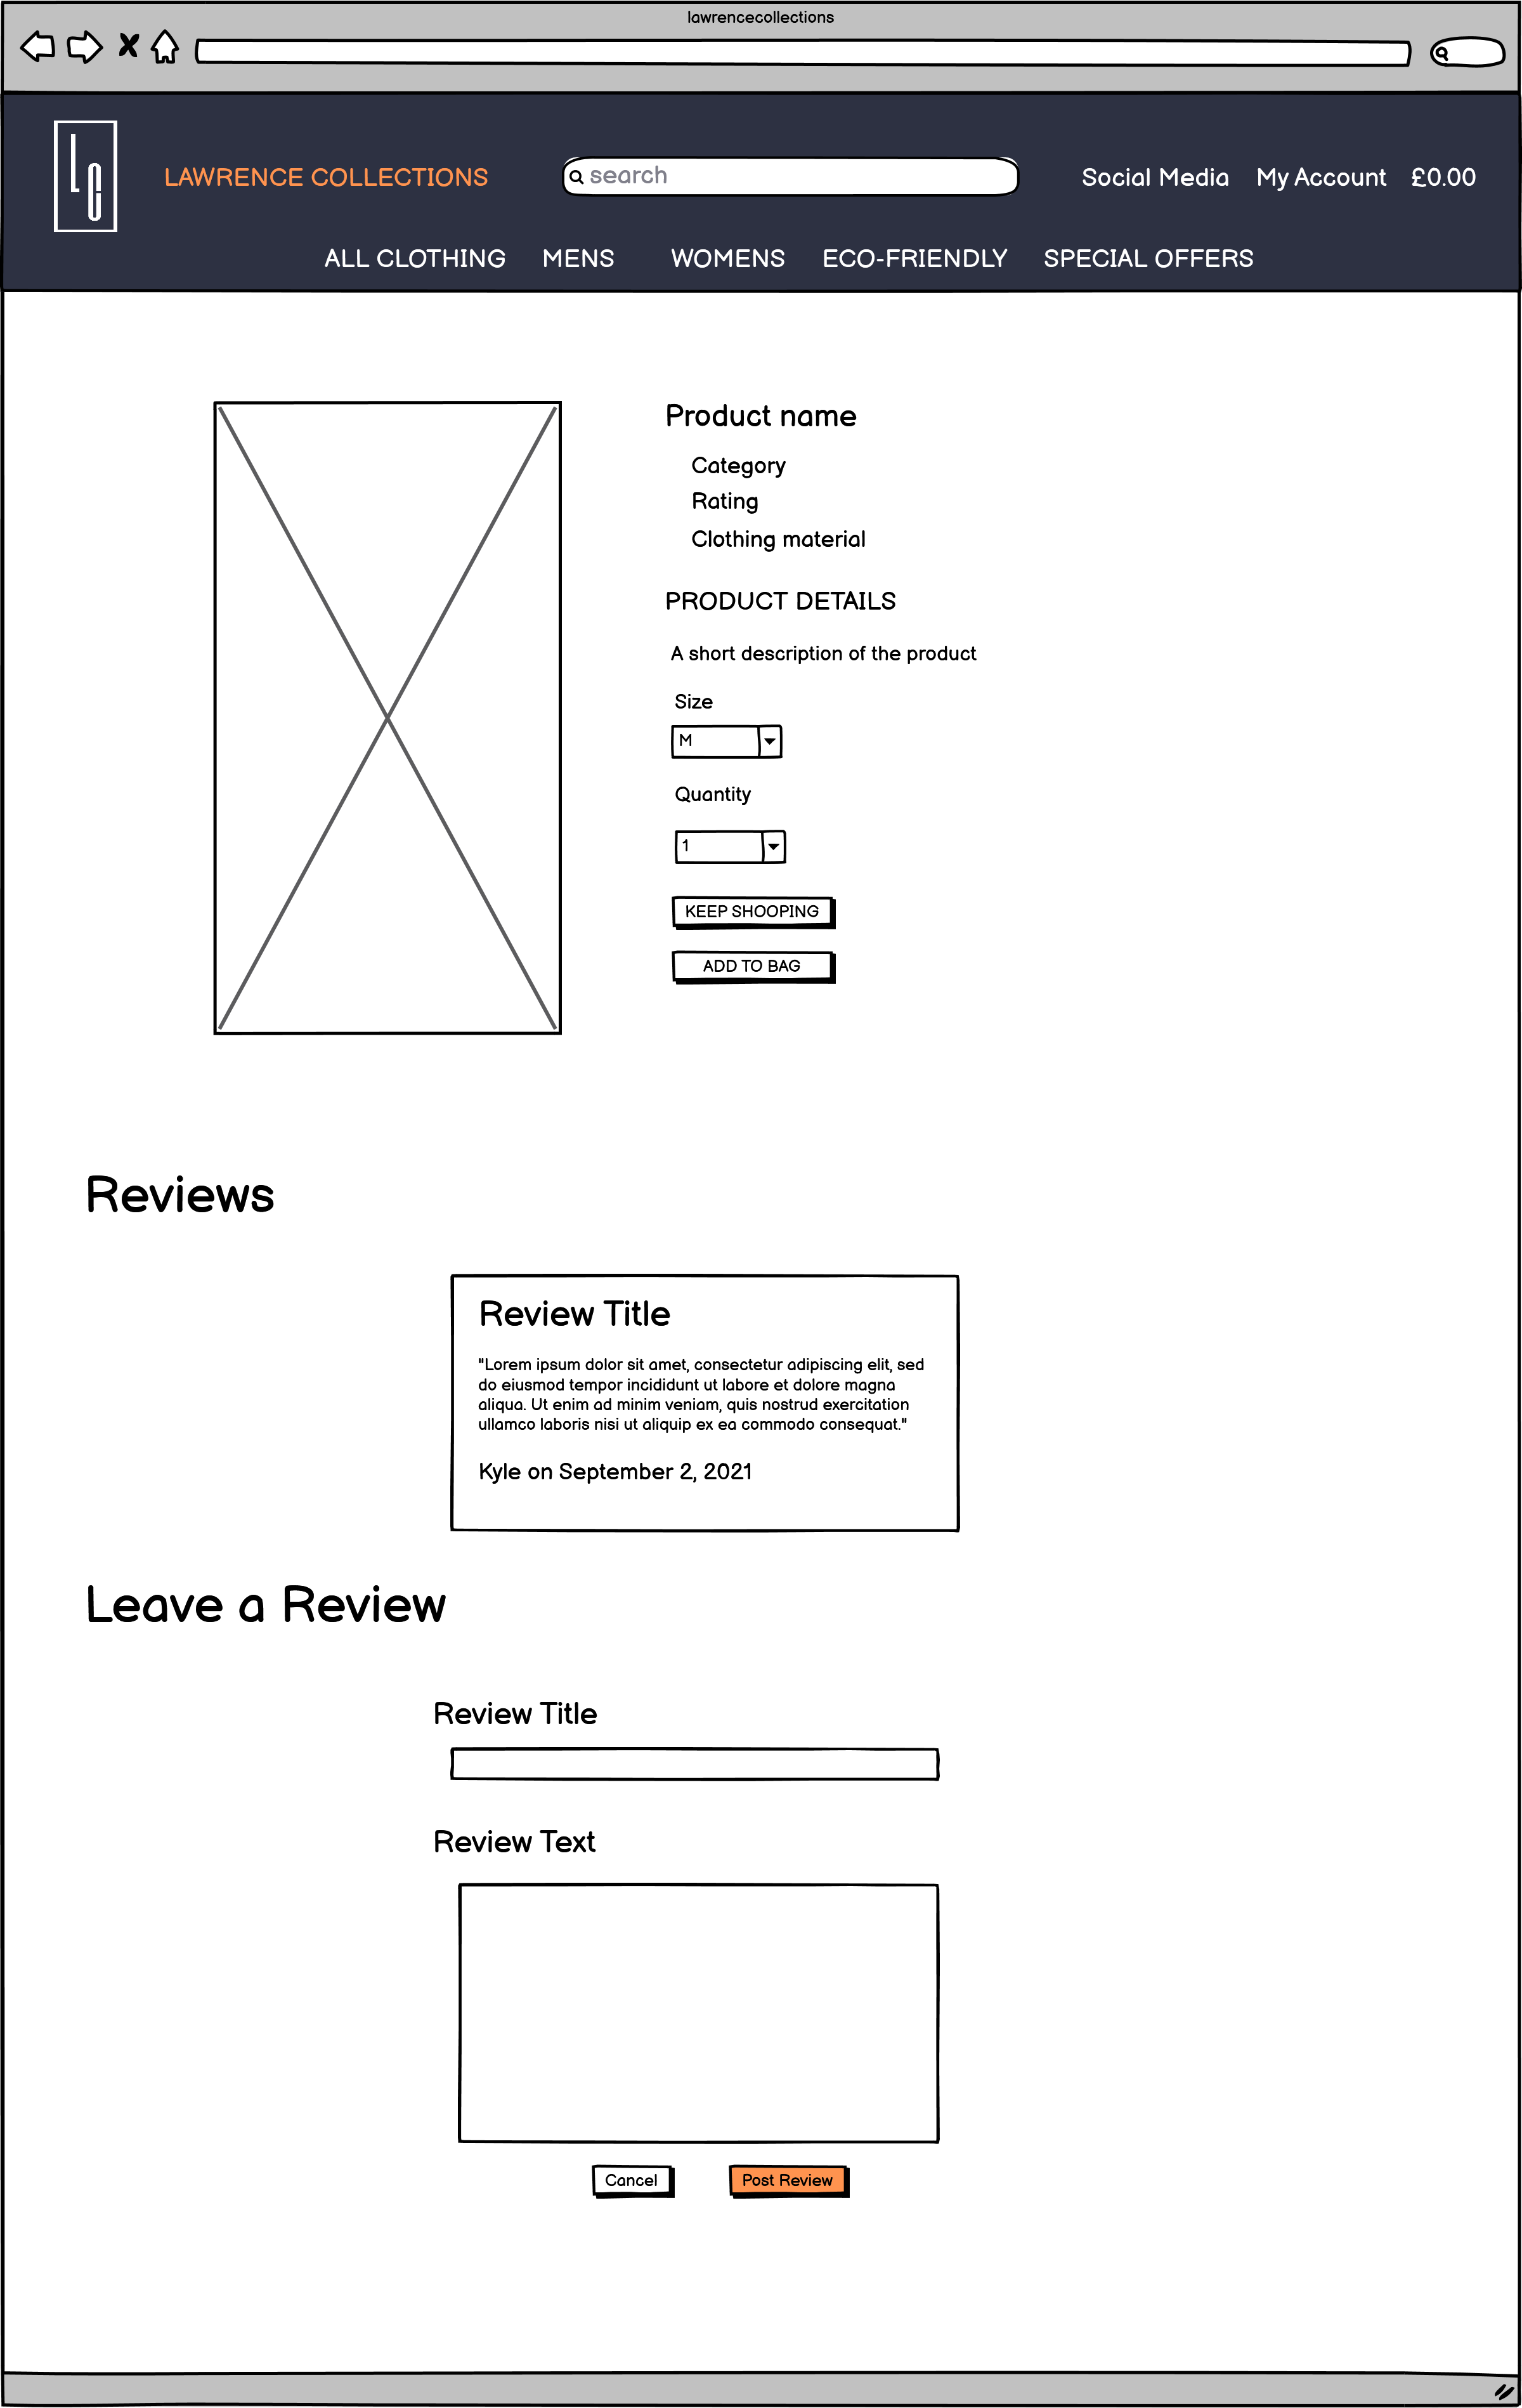 lawrencecollections
LC
LAWRENCE COLLECTIONS
search
Social Media My Account £0.00
ALL CLOTHING MENS WOMENS ECO-FRIENDLY SPECIAL OFFERS
Product name
Category
Rating
Clothing material
PRODUCT DETAILS
A short description of the product
Size
M
Quantity
1
KEEP SHOOPING
ADD TO BAG
Reviews
Review Title
"Lorem ipsum dolor sit amet, consectetur adipiscing elit, sed
do eiusmod tempor incididunt ut labore et dolore magna
aliqua. Ut enim ad minim veniam, quis nostrud exercitation
ullamco laboris nisi ut aliquip ex ea commodo consequat."
Kyle on September 2, 2021
Leave a Review
Review Title
Review Text
Cancel Post Review